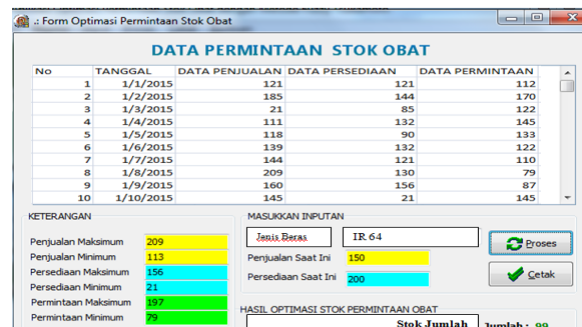 .: Form Optimasi Permintaan Stok Obat
DATA PERMINTAAN STOK OBAT
No TANGGAL DATA PENJUALAN DATA PERSEDIAAN DATA PERMINTAAN
1 1/1/2015 121 121 112
2 1/2/2015 185 144 170
3 1/3/2015 21 85 122
4 1/4/2015 111 132 145
5 1/5/2015 118 90 133
6 1/6/2015 139 132 122
7 1/7/2015 144 121 110
8 1/8/2015 209 130 79
9 1/9/2015 160 156 87
10 1/10/2015 145 21 145
KETERANGAN
Penjualan Maksimum 209
Penjualan Minimum 113
Persediaan Maksimum 156
Persediaan Minimum 21
Permintaan Maksimum 197
Permintaan Minimum 79
MASUKKAN INPUTAN
Jenis Beras IR 64
Penjualan Saat Ini 150
Persediaan Saat Ini 200
Proses
Cetak
HASIL OPTIMASI STOK PERMINTAAN OBAT
Stok Jumlah Jumlah : 99